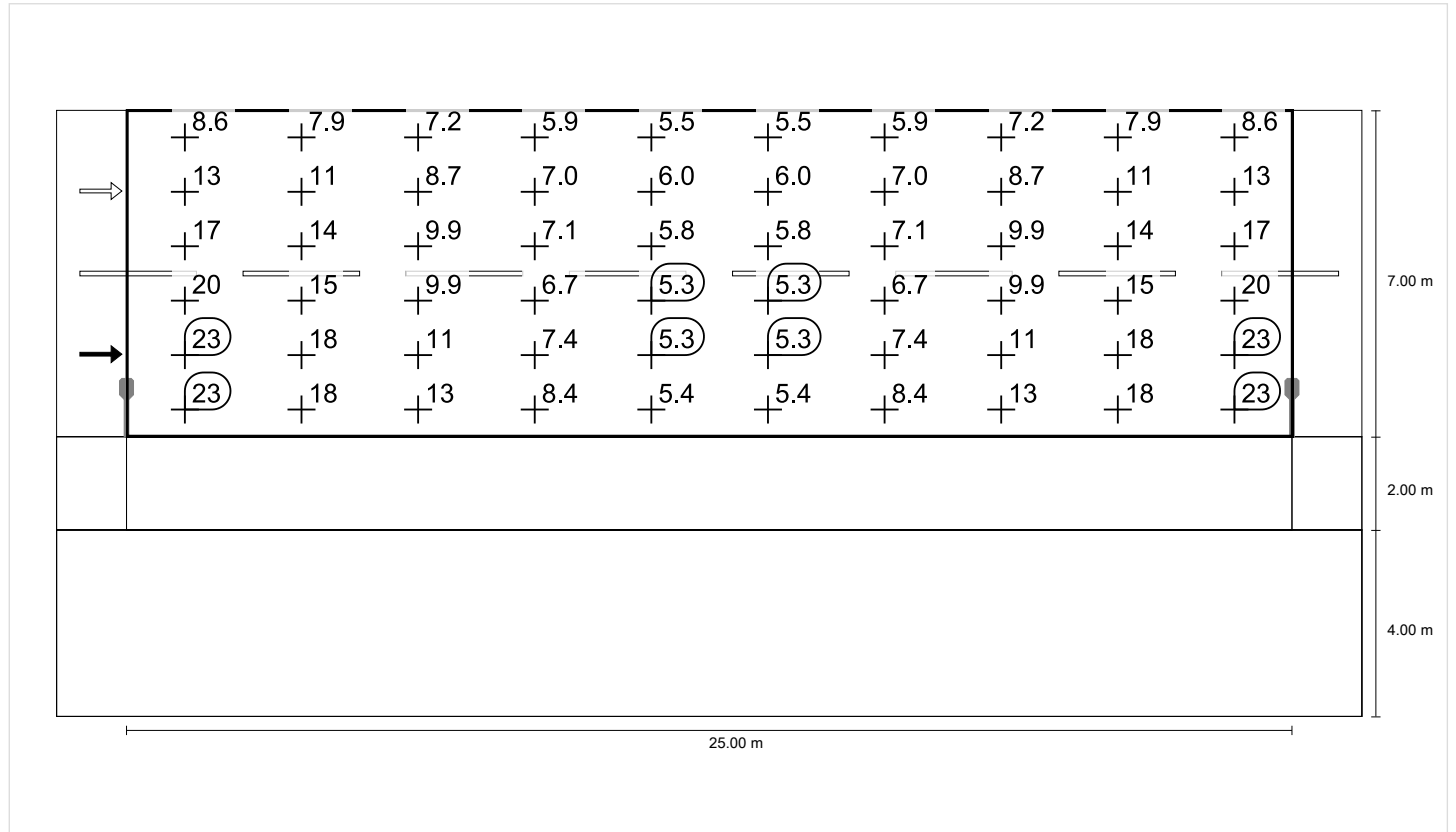 8.6 7.9 7.2 5.9 5.5 5.5 5.9 7.2 7.9 8.6
13 11 8.7 7.0 6.0 6.0 7.0 8.7 11 13
17 14 9.9 7.1 5.8 5.8 7.1 9.9 14 17
20 15 9.9 6.7 5.3 5.3 6.7 9.9 15 20
7.00 m
23 18 11 7.4 5.3 5.3 7.4 11 18 23
23 18 13 8.4 5.4 5.4 8.4 13 18 23
2.00 m
4.00 m
25.00 m